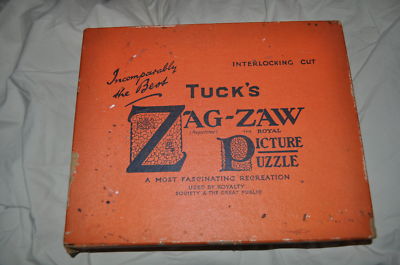 Incomparably
the Best
INTERLOCKING CUT
TUCK'S
ZAG-ZAW
(Registered)
THE ROYAL
PICTURE
PUZZLE
A MOST FASCINATING RECREATION
USED BY ROYALTY
SOCIETY & THE GREAT PUBLIC